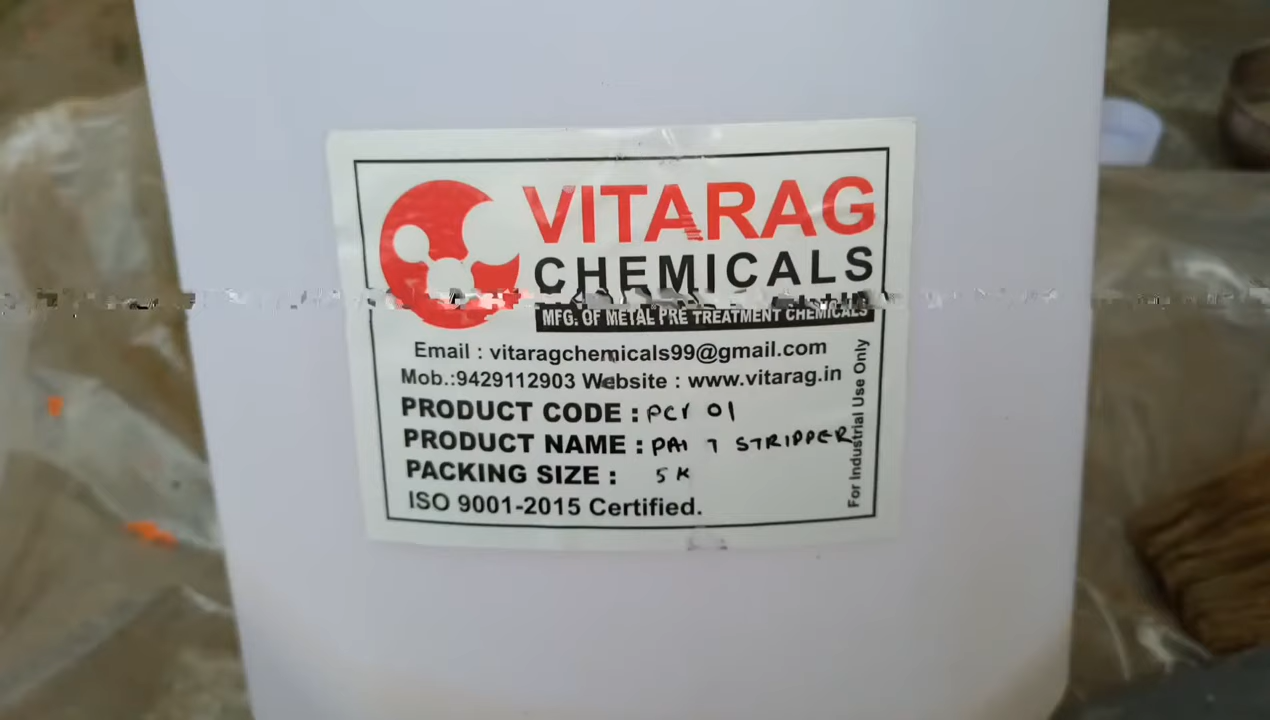 VITARAG
CHEMICALS
MFG. OF METAL PRE TREATMENT CHEMICALS
Email : vitaragchemicals99@gmail.com
Mob.:9429112903 Website : www.vitarag.in
PRODUCT CODE : PCY 01
PRODUCT NAME : STRIPPER
PACKING SIZE : 5 K
ISO 9001-2015 Certified.
For Industrial Use Only